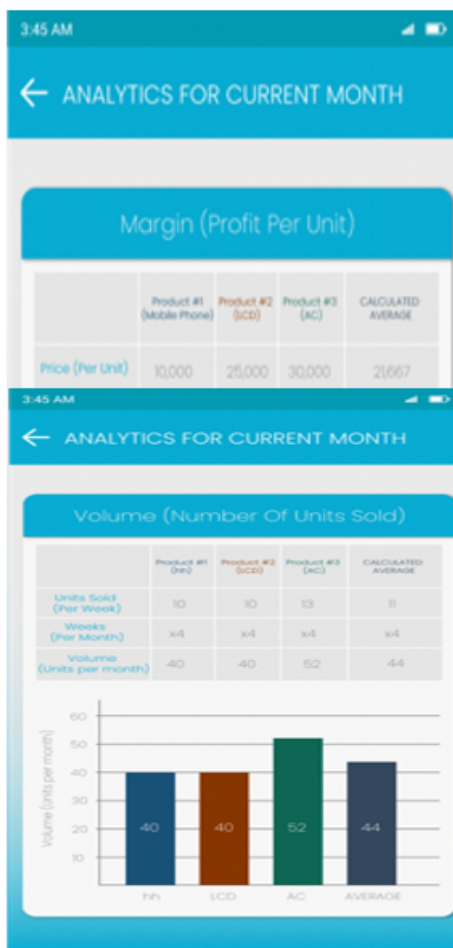 3:45 AM
ANALYTICS FOR CURRENT MONTH
Margin (Profit Per Unit)
Product #1 Product #2 Product #3 CALCULATED
(Mobile Phone) (LCD) (AC) AVERAGE
Price (Per Unit) 10,000 25,000 30,000 21,667
3:45 AM
ANALYTICS FOR CURRENT MONTH
Volume (Number Of Units Sold)
Product #1 Product #2 Product #3 CALCULATED
(hh) (LCD) (AC) AVERAGE
Units Sold
(Per Week) 10 10 13 11
Weeks
(Per Month) x4 x4 x4 x4
Volume
(Units per month) 40 40 52 44
Volume (Units per month)
60
50
40
30
20
10
40 40 52 44
hh LCD AC AVERAGE